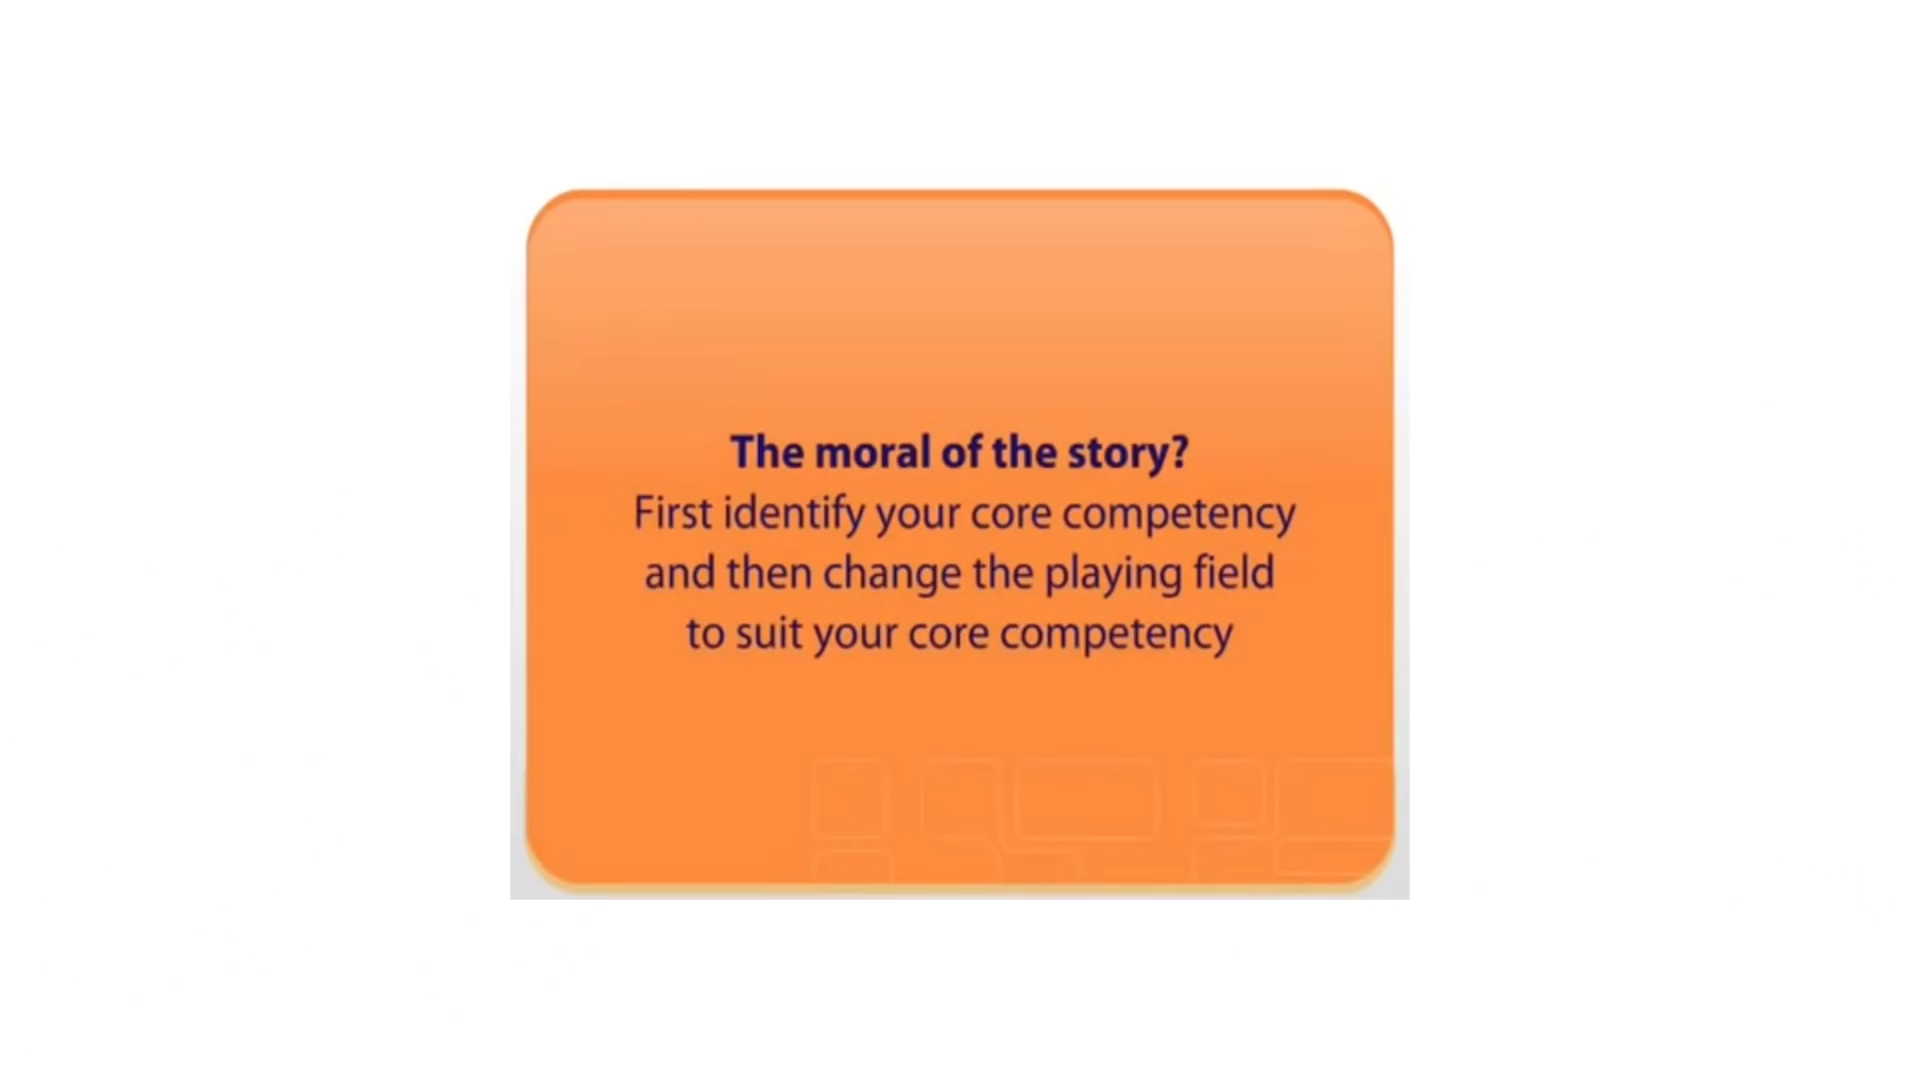 The moral of the story?
First identify your core competency
and then change the playing field
to suit your core competency